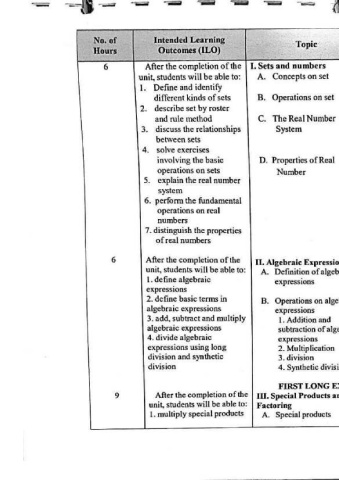 No. of Hours
Intended Learning Outcomes (ILO)
Topic
6
After the completion of the
unit, students will be able to:
1. Define and identify
different kinds of sets
2. describe set by roster
and rule method
3. discuss the relationships
between sets
4. solve exercises
involving the basic
operations on sets
5. explain the real number
system
6. perform the fundamental
operations on real
numbers
7. distinguish the properties
of real numbers
I. Sets and numbers
A. Concepts on set
B. Operations on set
C. The Real Number
System
D. Properties of Real
Number
6
After the completion of the
unit, students will be able to:
1. define algebraic
expressions
2. define basic terms in
algebraic expressions
3. add, subtract and multiply
algebraic expressions
4. divide algebraic
expressions using long
division and synthetic
division
II. Algebraic Expressio
A. Definition of algeb
expressions
B. Operations on alge
expressions
1. Addition and
subtraction of alge
expressions
2. Multiplication
3. division
4. Synthetic divisi
FIRST LONG E
9
After the completion of the
unit, students will be able to:
1. multiply special products
III. Special Products a
Factoring
A. Special products